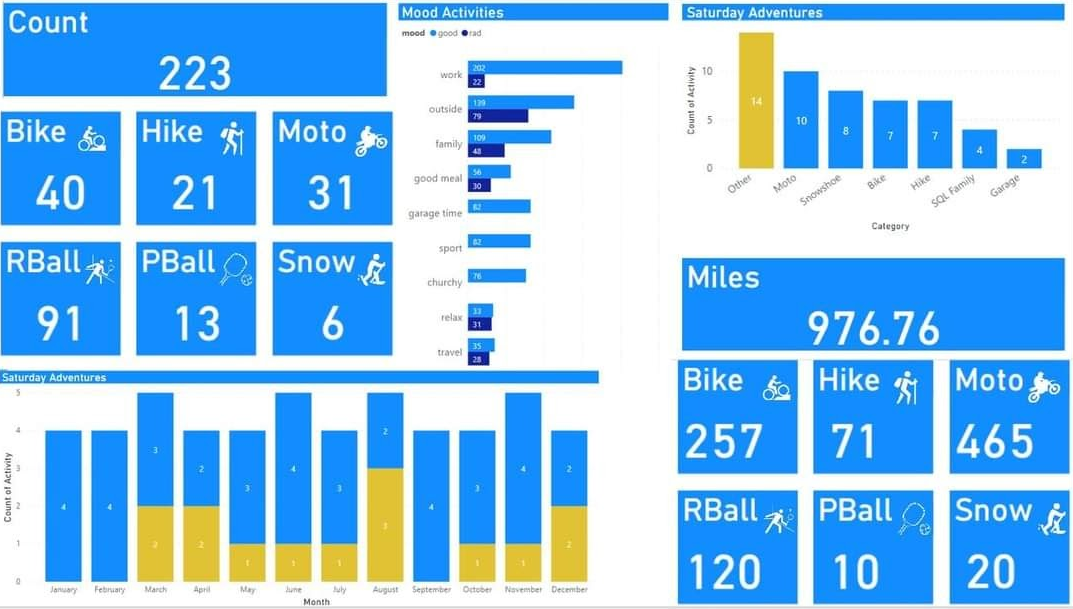 Count
223
Bike
40
Hike
21
Moto
31
RBall
91
PBall
13
Snow
6
Mood Activities
mood good rad
work
202
22
outside
139
79
family
109
48
good meal
56
30
garage time
82
sport
82
churchy
76
relax
33
31
travel
35
28
Saturday Adventures
Count of Activity
10
5
0
14
10
8
7
7
4
2
Other
Moto
Snowshoe
Bike
Hike
SQL Family
Garage
Category
Miles
976.76
Bike
257
Hike
71
Moto
465
RBall
120
PBall
10
Snow
20
Saturday Adventures
Count of Activity
5
4
3
2
1
0
4
4
3
2
2
2
3
1
4
1
3
1
2
3
4
3
1
4
1
2
2
January
February
March
April
May
June
July
August
September
October
November
December
Month